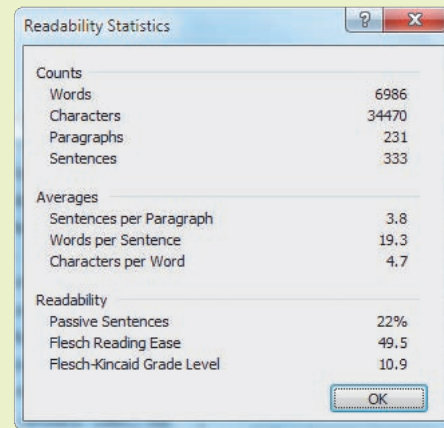 Readability Statistics
Counts
Words 6986
Characters 34470
Paragraphs 231
Sentences 333
Averages
Sentences per Paragraph 3.8
Words per Sentence 19.3
Characters per Word 4.7
Readability
Passive Sentences 22%
Flesch Reading Ease 49.5
Flesch-Kincaid Grade Level 10.9
OK